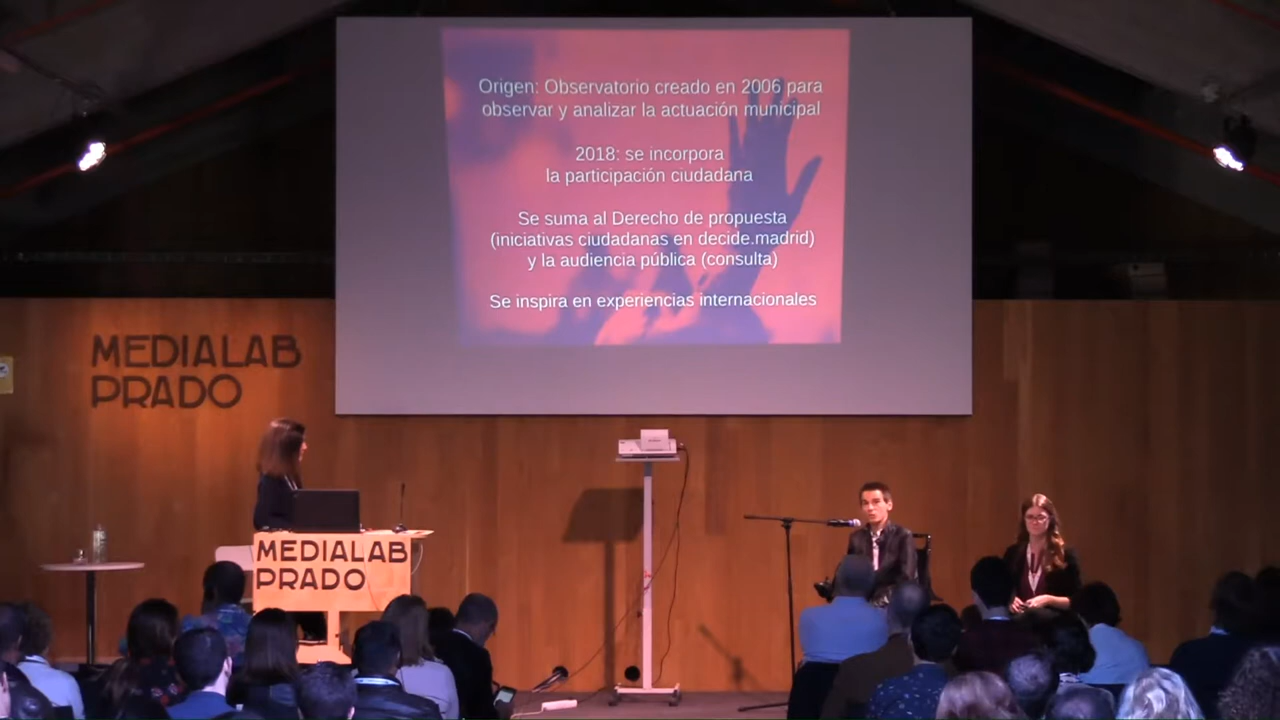 Origen: Observatorio creado en 2006 para
observar y analizar la actuación municipal
2018: se incorpora
la participación ciudadana
Se suma al Derecho de propuesta
(iniciativas ciudadanas en decide.madrid)
y la audiencia pública (consulta)
Se inspira en experiencias internacionales
MEDIALAB
PRADO
MEDIALAB
PRADO